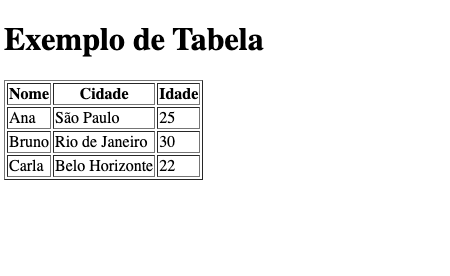 Exemplo de Tabela
Nome Cidade Idade
Ana São Paulo 25
Bruno Rio de Janeiro 30
Carla Belo Horizonte 22